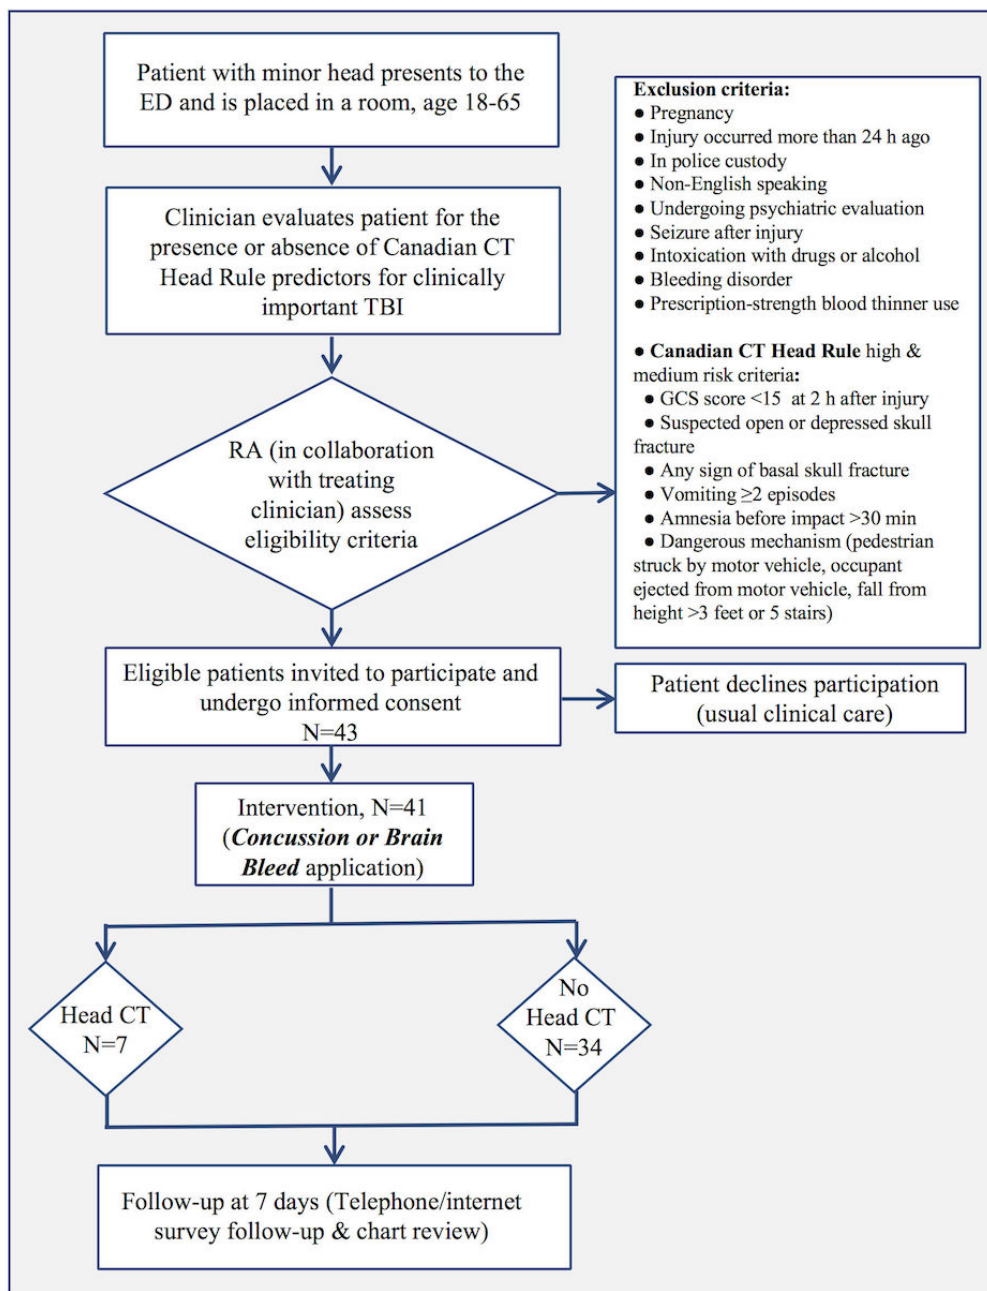 Patient with minor head presents to the
ED and is placed in a room, age 18-65
Clinician evaluates patient for the
presence or absence of Canadian CT
Head Rule predictors for clinically
important TBI
RA (in collaboration
with treating
clinician) assess
eligibility criteria
Exclusion criteria:
● Pregnancy
● Injury occurred more than 24 h ago
● In police custody
● Non-English speaking
● Undergoing psychiatric evaluation
● Seizure after injury
● Intoxication with drugs or alcohol
● Bleeding disorder
● Prescription-strength blood thinner use
● Canadian CT Head Rule high &
medium risk criteria:
● GCS score <15 at 2 h after injury
● Suspected open or depressed skull
fracture
● Any sign of basal skull fracture
● Vomiting ≥2 episodes
● Amnesia before impact >30 min
● Dangerous mechanism (pedestrian
struck by motor vehicle, occupant
ejected from motor vehicle, fall from
height >3 feet or 5 stairs)
Eligible patients invited to participate and
undergo informed consent
N=43
Patient declines participation
(usual clinical care)
Intervention, N=41
(Concussion or Brain
Bleed application)
Head CT
N=7
No
Head CT
N=34
Follow-up at 7 days (Telephone/internet
survey follow-up & chart review)